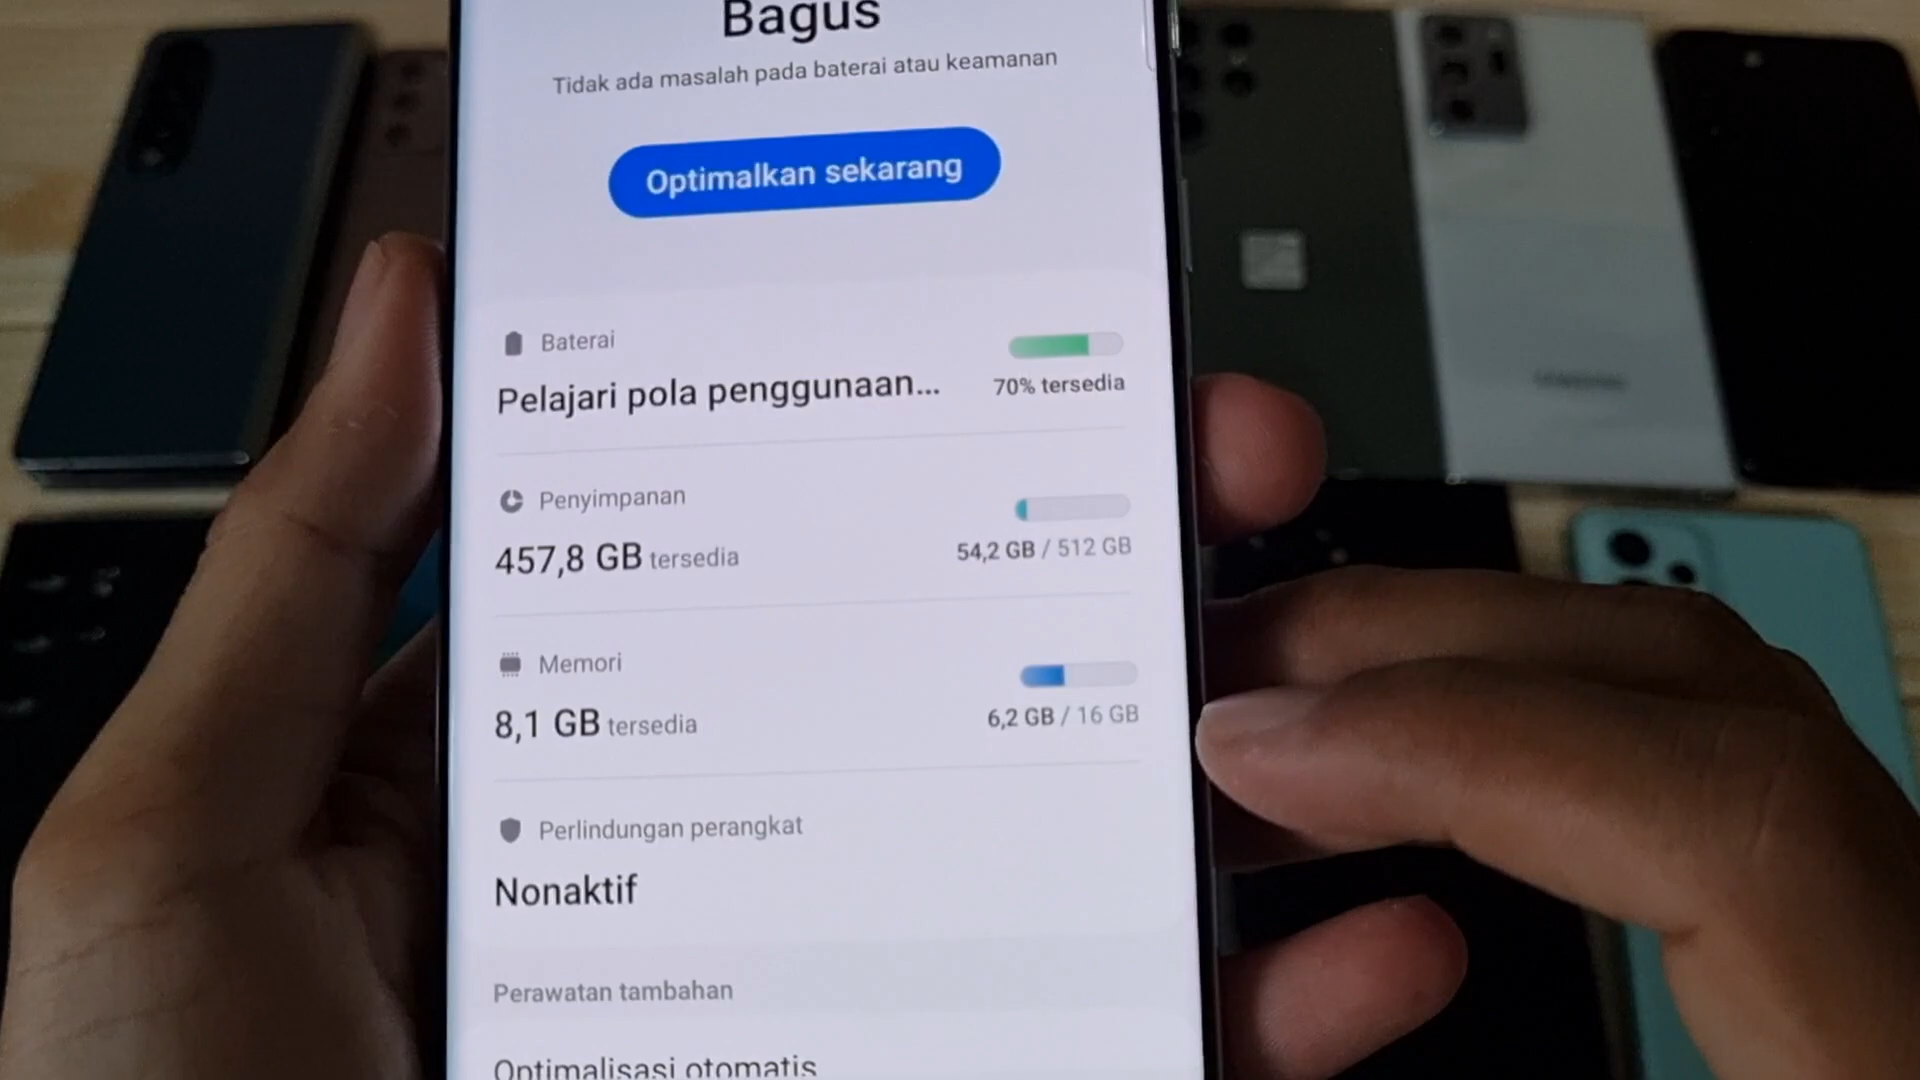 Bagus
Tidak ada masalah pada baterai atau keamanan
Optimalkan sekarang
Baterai
Pelajari pola penggunaan...
70% tersedia
Penyimpanan
457,8 GB tersedia
54,2 GB / 512 GB
Memori
8,1 GB tersedia
6,2 GB / 16 GB
Perlindungan perangkat
Nonaktif
Perawatan tambahan
Optimalisasi otomatis